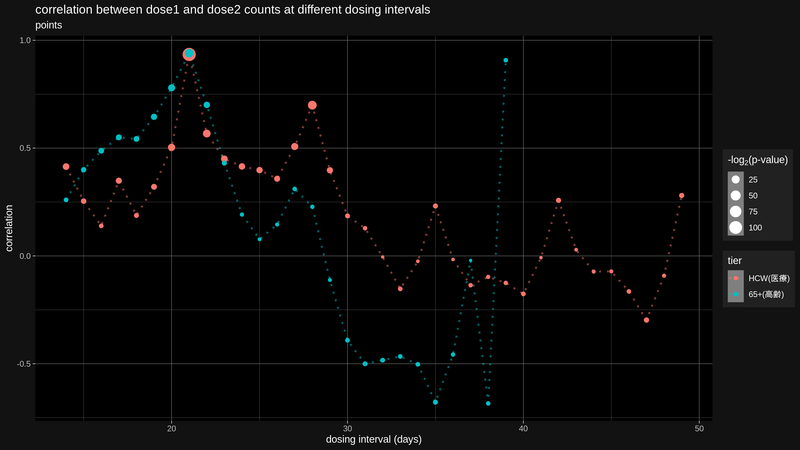 correlation between dose1 and dose2 counts at different dosing intervals
points
1.0
0.5
0.0
-0.5
correlation
20
30
40
50
dosing interval (days)
-log2(p-value)
25
50
75
100
tier
HCW(医療)
65+(高齢)